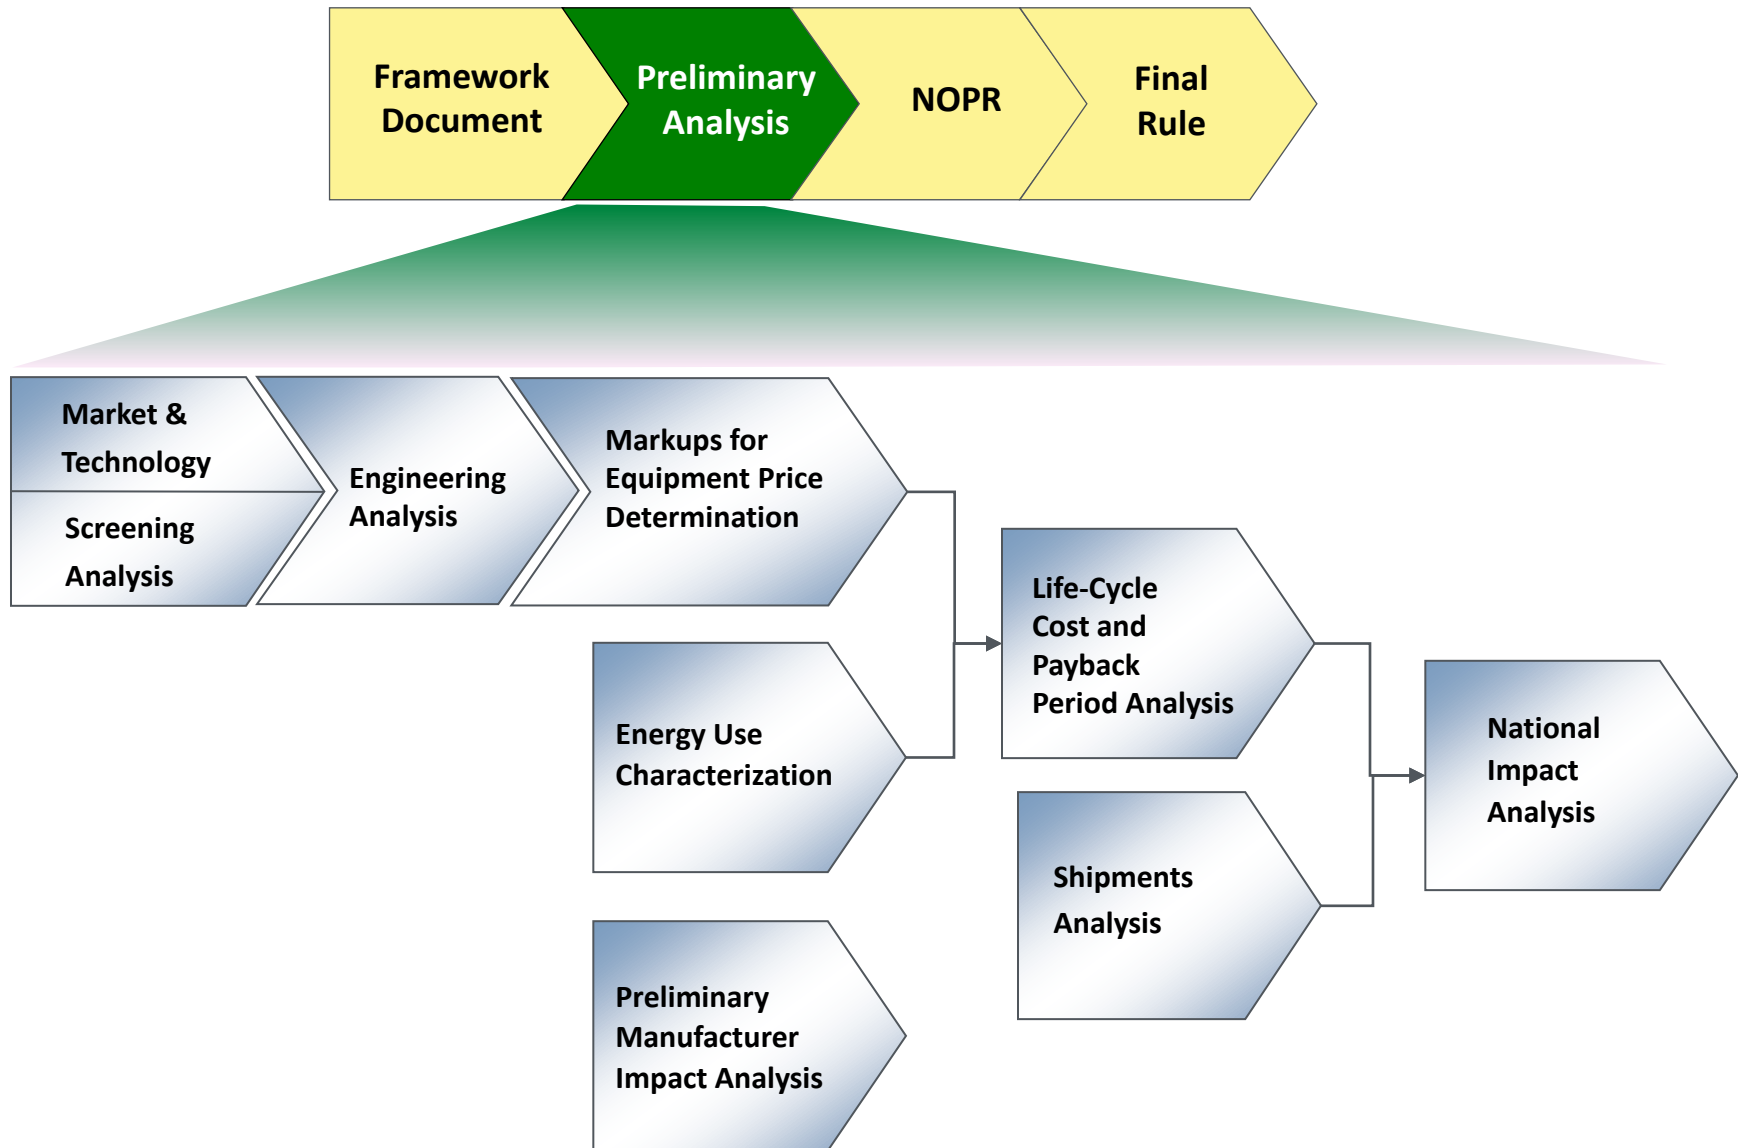 Framework
Document
Preliminary
Analysis
NOPR
Final
Rule
Market &
Technology
Screening
Analysis
Engineering
Analysis
Markups for
Equipment Price
Determination
Life-Cycle
Cost and
Payback
Period Analysis
Energy Use
Characterization
National
Impact
Analysis
Shipments
Analysis
Preliminary
Manufacturer
Impact Analysis